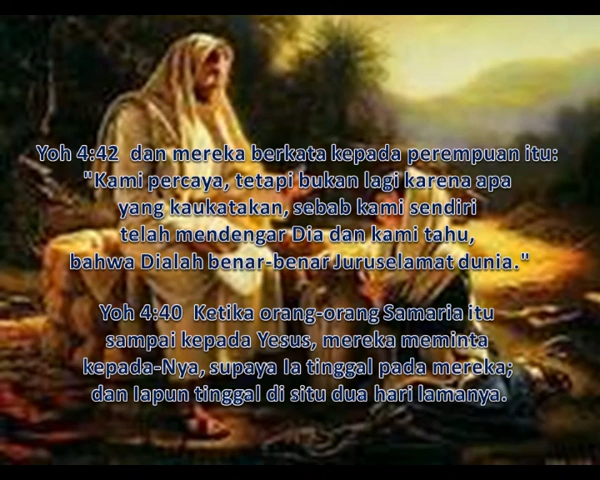 Yoh 4:42  dan mereka berkata kepada perempuan itu:
"Kami percaya, tetapi bukan lagi karena apa
yang kaukatakan, sebab kami sendiri
telah mendengar Dia dan kami tahu,
bahwa Dialah benar-benar Juruselamat dunia."
Yoh 4:40  Ketika orang-orang Samaria itu
sampai kepada Yesus, mereka meminta
kepada-Nya, supaya Ia tinggal pada mereka;
dan Iapun tinggal di situ dua hari lamanya.